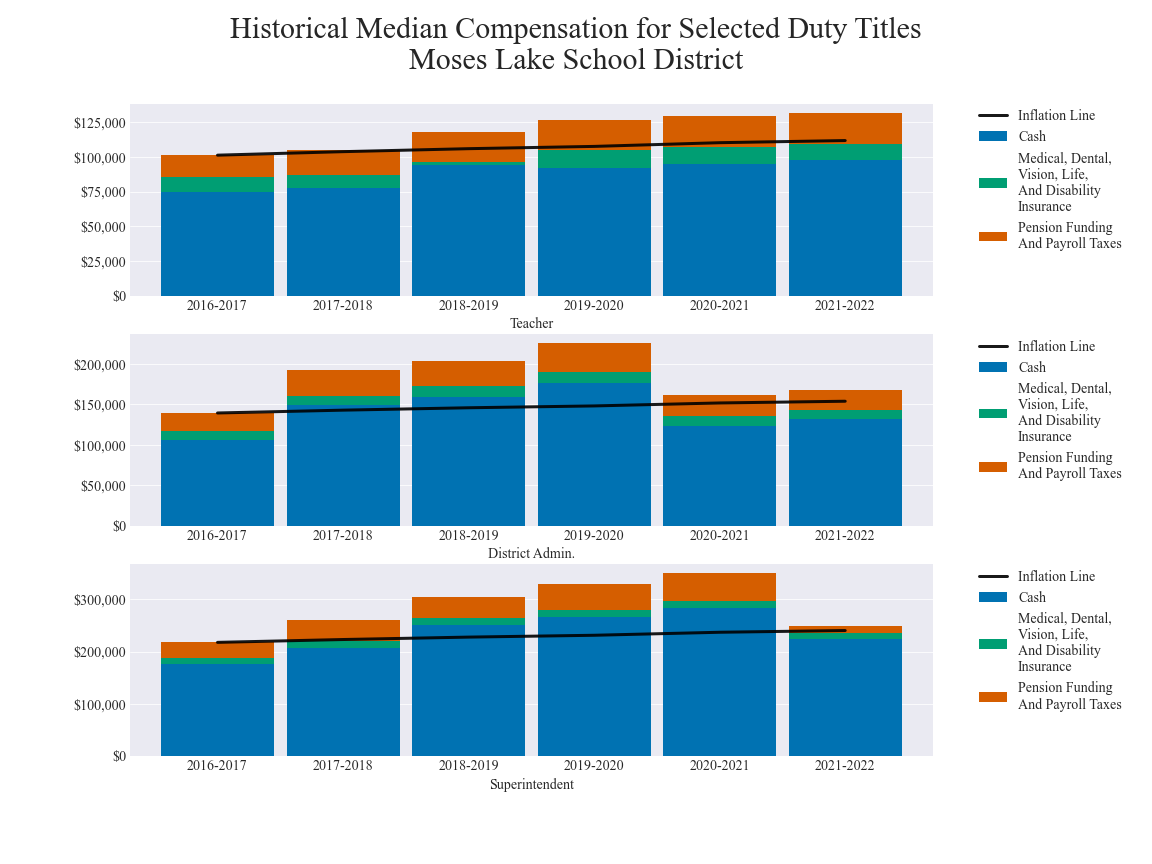 Historical Median Compensation for Selected Duty Titles
Moses Lake School District
$125,000
$100,000
$75,000
$50,000
$25,000
$0
2016-2017 2017-2018 2018-2019 2019-2020 2020-2021 2021-2022
Teacher
Inflation Line
Cash
Medical, Dental,
Vision, Life,
And Disability
Insurance
Pension Funding
And Payroll Taxes
$200,000
$150,000
$100,000
$50,000
$0
2016-2017 2017-2018 2018-2019 2019-2020 2020-2021 2021-2022
District Admin.
Inflation Line
Cash
Medical, Dental,
Vision, Life,
And Disability
Insurance
Pension Funding
And Payroll Taxes
$300,000
$200,000
$100,000
$0
2016-2017 2017-2018 2018-2019 2019-2020 2020-2021 2021-2022
Superintendent
Inflation Line
Cash
Medical, Dental,
Vision, Life,
And Disability
Insurance
Pension Funding
And Payroll Taxes